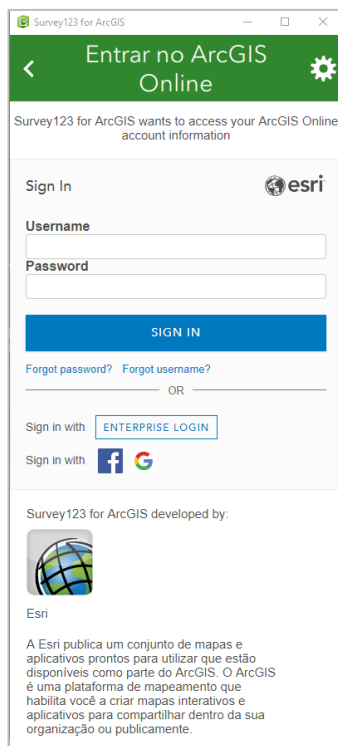 Survey123 for ArcGIS
Entrar no ArcGIS
Online
Survey123 for ArcGIS wants to access your ArcGIS Online
account information
Sign In
esri
Username
Password
SIGN IN
Forgot password? Forgot username?
OR
Sign in with ENTERPRISE LOGIN
Sign in with f G
Survey123 for ArcGIS developed by:
Esri
A Esri publica um conjunto de mapas e
aplicativos prontos para utilizar que estão
disponíveis como parte do ArcGIS. O ArcGIS
é uma plataforma de mapeamento que
habilita você a criar mapas interativos e
aplicativos para compartilhar dentro da sua
organização ou publicamente.